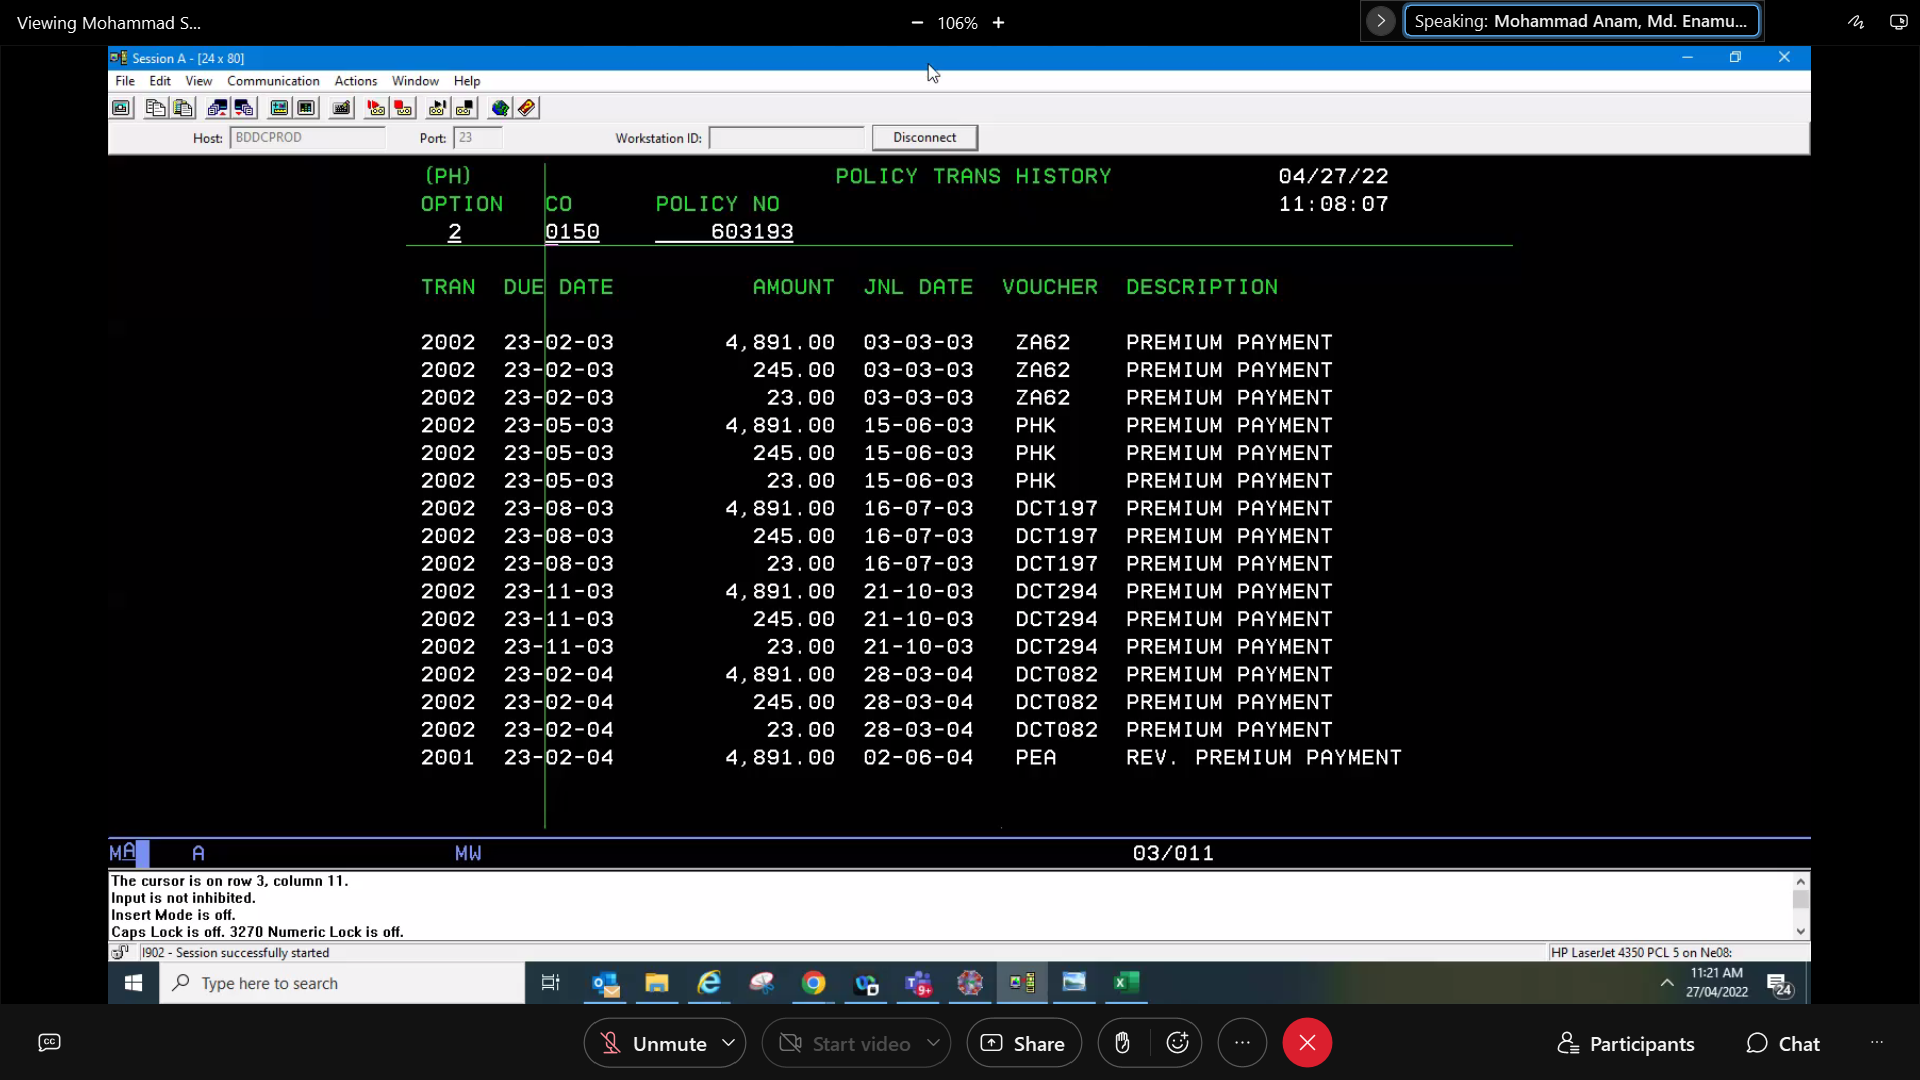 Viewing Mohammad S...
106%
Speaking: Mohammad Anam, Md. Enamu...
Session A - [24 x 80]
File Edit View Communication Actions Window Help
Host: BDDCPROD Port: 23 Workstation ID: Disconnect
(PH) POLICY TRANS HISTORY 04/27/22
OPTION CO POLICY NO 11:08:07
2 0150 603193
TRAN DUE DATE AMOUNT JNL DATE VOUCHER DESCRIPTION
2002 23-02-03 4,891.00 03-03-03 ZA62 PREMIUM PAYMENT
2002 23-02-03 245.00 03-03-03 ZA62 PREMIUM PAYMENT
2002 23-02-03 23.00 03-03-03 ZA62 PREMIUM PAYMENT
2002 23-05-03 4,891.00 15-06-03 PHK PREMIUM PAYMENT
2002 23-05-03 245.00 15-06-03 PHK PREMIUM PAYMENT
2002 23-05-03 23.00 15-06-03 PHK PREMIUM PAYMENT
2002 23-08-03 4,891.00 16-07-03 DCT197 PREMIUM PAYMENT
2002 23-08-03 245.00 16-07-03 DCT197 PREMIUM PAYMENT
2002 23-08-03 23.00 16-07-03 DCT197 PREMIUM PAYMENT
2002 23-11-03 4,891.00 21-10-03 DCT294 PREMIUM PAYMENT
2002 23-11-03 245.00 21-10-03 DCT294 PREMIUM PAYMENT
2002 23-11-03 23.00 21-10-03 DCT294 PREMIUM PAYMENT
2002 23-02-04 4,891.00 28-03-04 DCT082 PREMIUM PAYMENT
2002 23-02-04 245.00 28-03-04 DCT082 PREMIUM PAYMENT
2002 23-02-04 23.00 28-03-04 DCT082 PREMIUM PAYMENT
2001 23-02-04 4,891.00 02-06-04 PEA REV. PREMIUM PAYMENT
MA A MW 03/011
The cursor is on row 3, column 11.
Input is not inhibited.
Insert Mode is off.
Caps Lock is off. 3270 Numeric Lock is off.
I902 - Session successfully started HP LaserJet 4350 PCL 5 on Ne08:
Type here to search 9+ 11:21 AM
27/04/2022 24
CC Unmute Start video Share Participants Chat